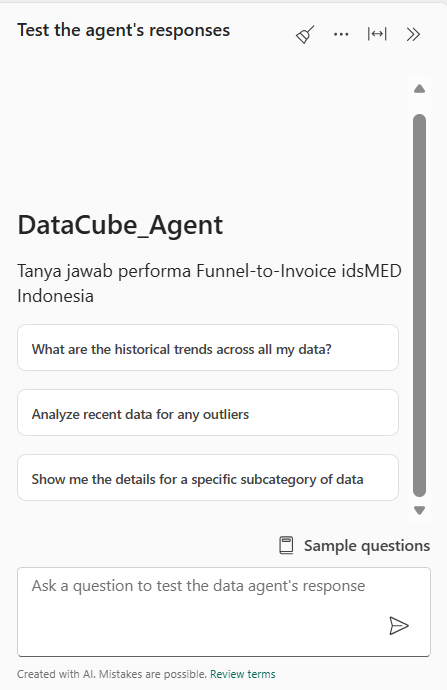 Test the agent's responses
DataCube_Agent
Tanya jawab performa Funnel-to-Invoice idsMED
Indonesia
What are the historical trends across all my data?
Analyze recent data for any outliers
Show me the details for a specific subcategory of data
Sample questions
Ask a question to test the data agent's response
Created with AI. Mistakes are possible. Review terms